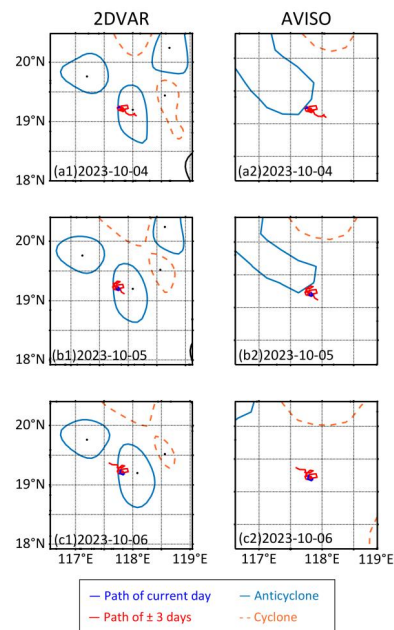 2DVAR AVISO
20°N
19°N
18°N
(a1)2023-10-04 (a2)2023-10-04
20°N
19°N
18°N
(b1)2023-10-05 (b2)2023-10-05
20°N
19°N
18°N
(c1)2023-10-06 (c2)2023-10-06
117°E 118°E 119°E 117°E 118°E 119°E
Path of current day Anticyclone
Path of ± 3 days Cyclone